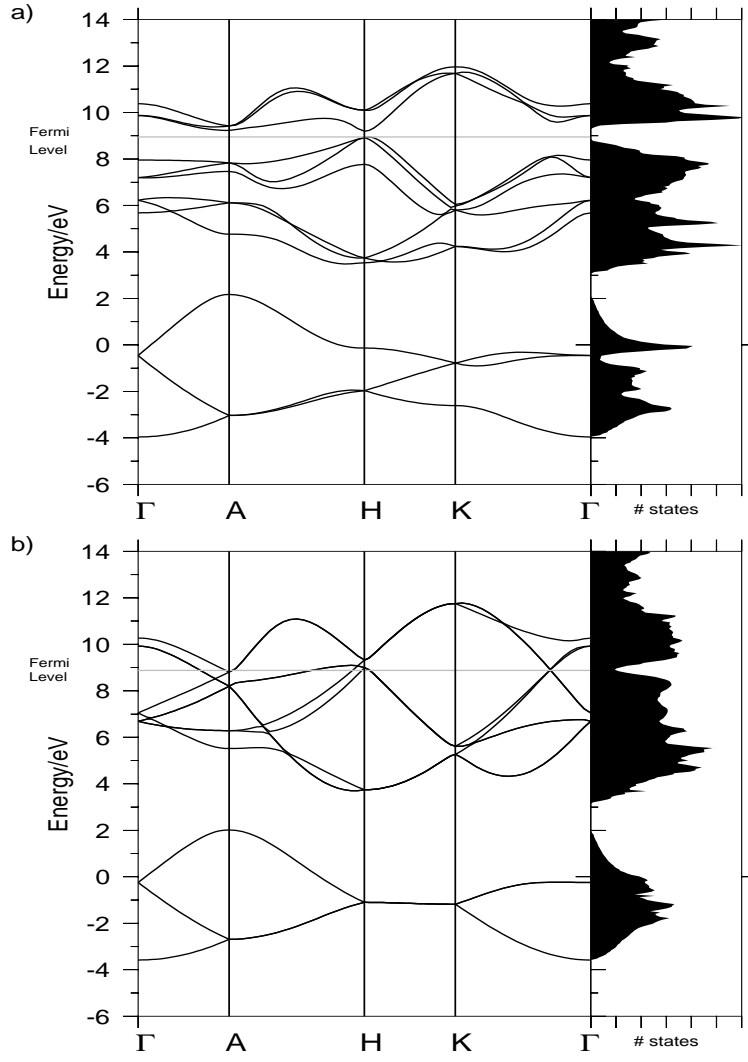 a)
14
12
10
Fermi
Level
8
6
4
2
0
-2
-4
-6
Energy/eV
Γ A H K Γ # states
b)
14
12
10
Fermi
Level
8
6
4
2
0
-2
-4
-6
Energy/eV
Γ A H K Γ # states